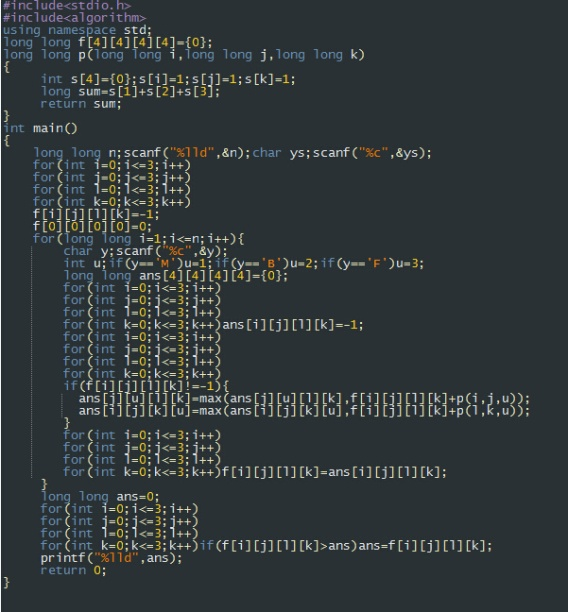 #include<stdio.h>
#include<algorithm>
using namespace std;
long long f[4][4][4][4]={0};
long long p(long long i,long long j,long long k)
{
int s[4]={0};s[i]=1;s[j]=1;s[k]=1;
long sum=s[1]+s[2]+s[3];
return sum;
}
int main()
{
long long n;scanf("%lld",&n);char ys;scanf("%c",&ys);
for(int i=0;i<=3;i++)
for(int j=0;j<=3;j++)
for(int l=0;l<=3;l++)
for(int k=0;k<=3;k++)
f[i][j][l][k]=-1;
f[0][0][0][0]=0;
for(long long i=1;i<=n;i++){
char y;scanf("%c",&y);
int u;if(y=='M')u=1;if(y=='B')u=2;if(y=='F')u=3;
long long ans[4][4][4][4]={0};
for(int i=0;i<=3;i++)
for(int j=0;j<=3;j++)
for(int l=0;l<=3;l++)
for(int k=0;k<=3;k++)ans[i][j][l][k]=-1;
for(int i=0;i<=3;i++)
for(int j=0;j<=3;j++)
for(int l=0;l<=3;l++)
for(int k=0;k<=3;k++)
if(f[i][j][l][k]!=-1){
ans[j][u][l][k]=max(ans[j][u][l][k],f[i][j][l][k]+p(i,j,u));
ans[i][j][k][u]=max(ans[i][j][k][u],f[i][j][l][k]+p(l,k,u));
}
for(int i=0;i<=3;i++)
for(int j=0;j<=3;j++)
for(int l=0;l<=3;l++)
for(int k=0;k<=3;k++)f[i][j][l][k]=ans[i][j][l][k];
}
long long ans=0;
for(int i=0;i<=3;i++)
for(int j=0;j<=3;j++)
for(int l=0;l<=3;l++)
for(int k=0;k<=3;k++)if(f[i][j][l][k]>ans)ans=f[i][j][l][k];
printf("%lld",ans);
return 0;
}